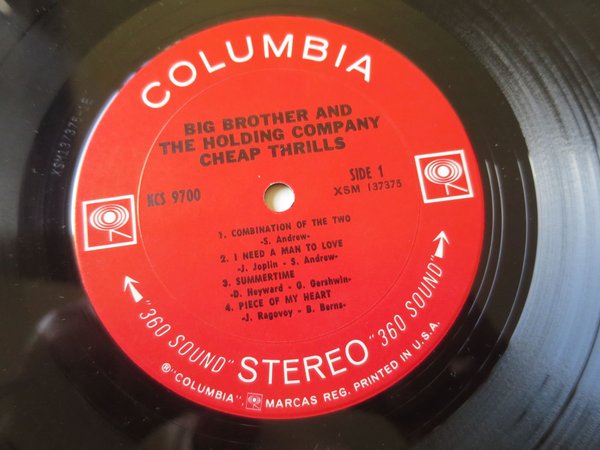 COLUMBIA
BIG BROTHER AND
THE HOLDING COMPANY
CHEAP THRILLS
KCS 9700
SIDE 1
XSM 137375
1. COMBINATION OF THE TWO
-S. Andrew-
2. I NEED A MAN TO LOVE
-J. Joplin - S. Andrew-
3. SUMMERTIME
-D. Heyward - G. Gershwin-
4. PIECE OF MY HEART
-J. Ragovoy - B. Berns-
"360 SOUND" STEREO "360 SOUND"
® "COLUMBIA" MARCAS REG. PRINTED IN U.S.A.